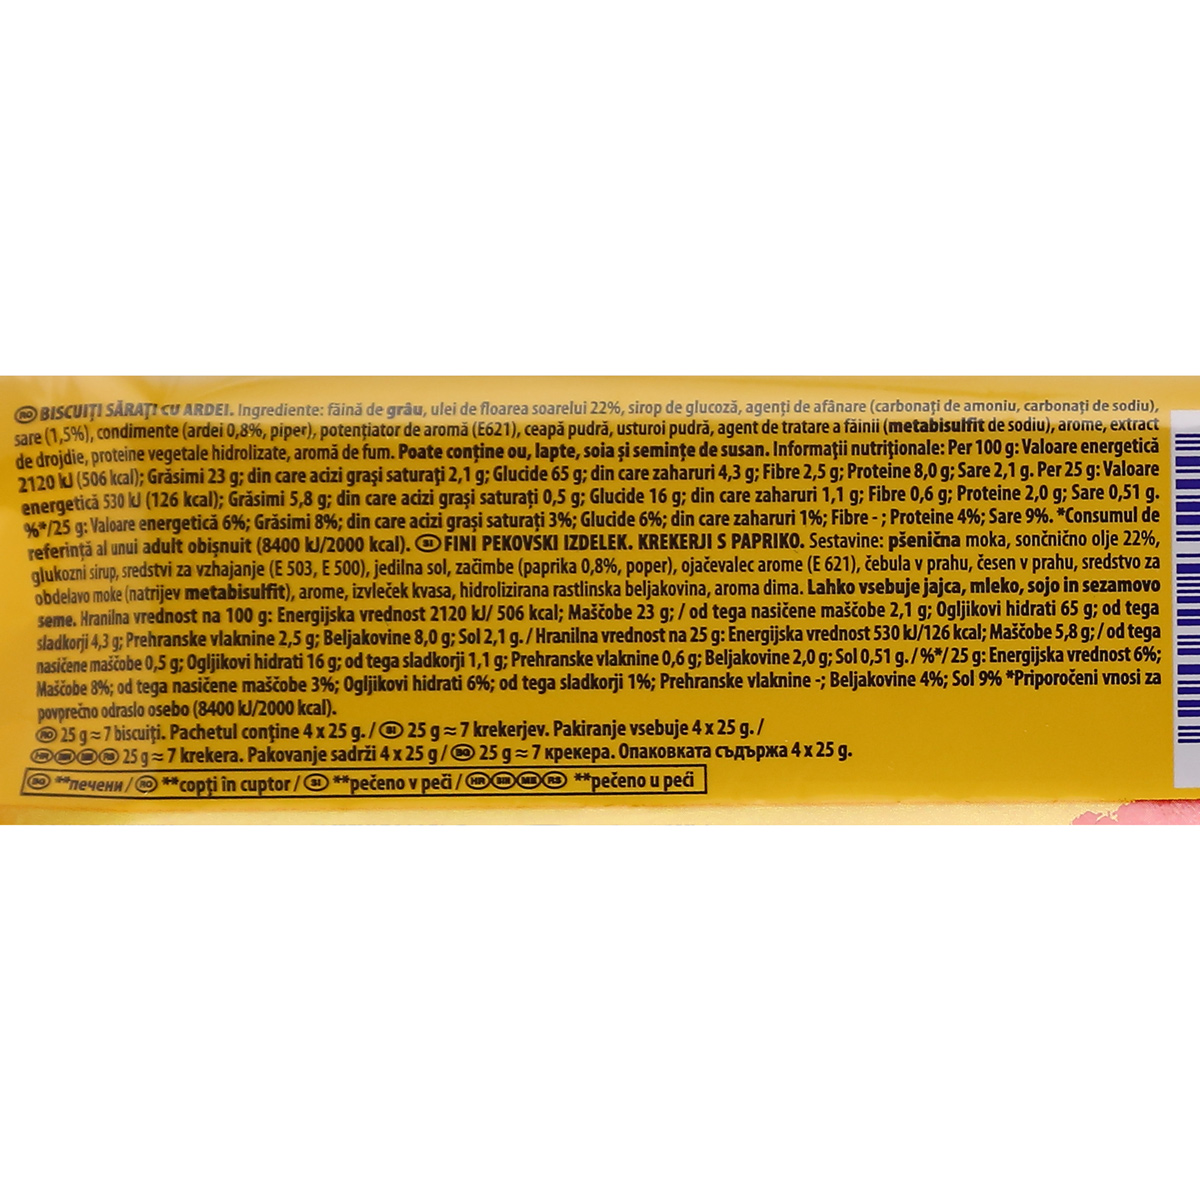 RO BISCUIȚI SĂRAȚI CU ARDEI. Ingrediente: făină de grâu, ulei de floarea soarelui 22%, sirop de glucoză, agenți de afânare (carbonați de amoniu, carbonați de sodiu),
sare (1,5%), condimente (ardei 0,8%, piper), potențiator de aromă (E621), ceapă pudră, usturoi pudră, agent de tratare a făinii (metabisulfit de sodiu), arome, extract
de drojdie, proteine vegetale hidrolizate, aromă de fum. Poate conține ou, lapte, soia și semințe de susan. Informații nutriționale: Per 100 g: Valoare energetică
2120 kJ (506 kcal); Grăsimi 23 g; din care acizi grași saturați 2,1 g; Glucide 65 g; din care zaharuri 4,3 g; Fibre 2,5 g; Proteine 8,0 g; Sare 2,1 g. Per 25 g: Valoare
energetică 530 kJ (126 kcal); Grăsimi 5,8 g; din care acizi grași saturați 0,5 g; Glucide 16 g; din care zaharuri 1,1 g; Fibre 0,6 g; Proteine 2,0 g; Sare 0,51 g.
%*/25 g: Valoare energetică 6%; Grăsimi 8%; din care acizi grași saturați 3%; Glucide 6%; din care zaharuri 1%; Fibre - ; Proteine 4%; Sare 9%. *Consumul de
referință al unui adult obișnuit (8400 kJ/2000 kcal). SI FINI PEKOVSKI IZDELEK. KREKERJI S PAPRIKO. Sestavine: pšenična moka, sončnično olje 22%,
glukozni sirup, sredstvi za vzhajanje (E 503, E 500), jedilna sol, začimbe (paprika 0,8%, poper), ojačevalec arome (E 621), čebula v prahu, česen v prahu, sredstvo za
obdelavo moke (natrijev metabisulfit), arome, izvleček kvasa, hidrolizirana rastlinska beljakovina, aroma dima. Lahko vsebuje jajca, mleko, sojo in sezamovo
seme. Hranilna vrednost na 100 g: Energijska vrednost 2120 kJ/ 506 kcal; Maščobe 23 g; / od tega nasičene maščobe 2,1 g; Ogljikovi hidrati 65 g; od tega
sladkorji 4,3 g; Prehranske vlaknine 2,5 g; Beljakovine 8,0 g; Sol 2,1 g. / Hranilna vrednost na 25 g: Energijska vrednost 530 kJ/126 kcal; Maščobe 5,8 g; / od tega
nasičene maščobe 0,5 g; Ogljikovi hidrati 16 g; od tega sladkorji 1,1 g; Prehranske vlaknine 0,6 g; Beljakovine 2,0 g; Sol 0,51 g. / %*/ 25 g: Energijska vrednost 6%;
Maščobe 8%; od tega nasičene maščobe 3%; Ogljikovi hidrati 6%; od tega sladkorji 1%; Prehranske vlaknine -; Beljakovine 4%; Sol 9% *Priporočeni vnosi za
povprečno odraslo osebo (8400 kJ/2000 kcal).
RO 25 g ≈ 7 biscuiți. Pachetul conține 4 x 25 g. / SI 25 g ≈ 7 krekerjev. Pakiranje vsebuje 4 x 25 g. /
HR BIH ME RS 25 g ≈ 7 krekera. Pakovanje sadrži 4 x 25 g / BG 25 g ≈ 7 крекера. Опаковката съдържа 4 x 25 g.
BG **печени / RO **copți în cuptor / SI **pečeno v peči / HR BIH ME RS **pečeno u peći